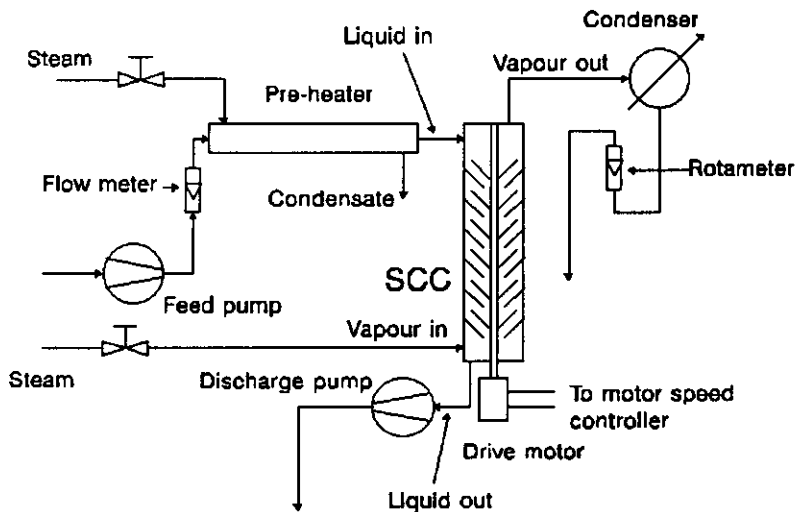 Condenser
Liquid in
Steam
Vapour out
Pre-heater
Flow meter
Rotameter
Condensate
SCC
Feed pump
Vapour in
Steam
Discharge pump
To motor speed
controller
Drive motor
Liquid out